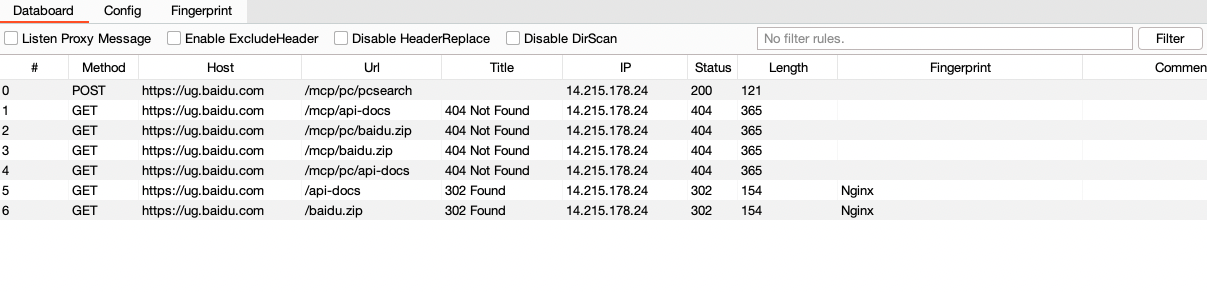 Databoard Config Fingerprint
Listen Proxy Message Enable ExcludeHeader Disable HeaderReplace Disable DirScan No filter rules. Filter
# Method Host Url Title IP Status Length Fingerprint Commen
0 POST https://ug.baidu.com /mcp/pc/pcsearch 14.215.178.24 200 121
1 GET https://ug.baidu.com /mcp/api-docs 404 Not Found 14.215.178.24 404 365
2 GET https://ug.baidu.com /mcp/pc/baidu.zip 404 Not Found 14.215.178.24 404 365
3 GET https://ug.baidu.com /mcp/baidu.zip 404 Not Found 14.215.178.24 404 365
4 GET https://ug.baidu.com /mcp/pc/api-docs 404 Not Found 14.215.178.24 404 365
5 GET https://ug.baidu.com /api-docs 302 Found 14.215.178.24 302 154 Nginx
6 GET https://ug.baidu.com /baidu.zip 302 Found 14.215.178.24 302 154 Nginx